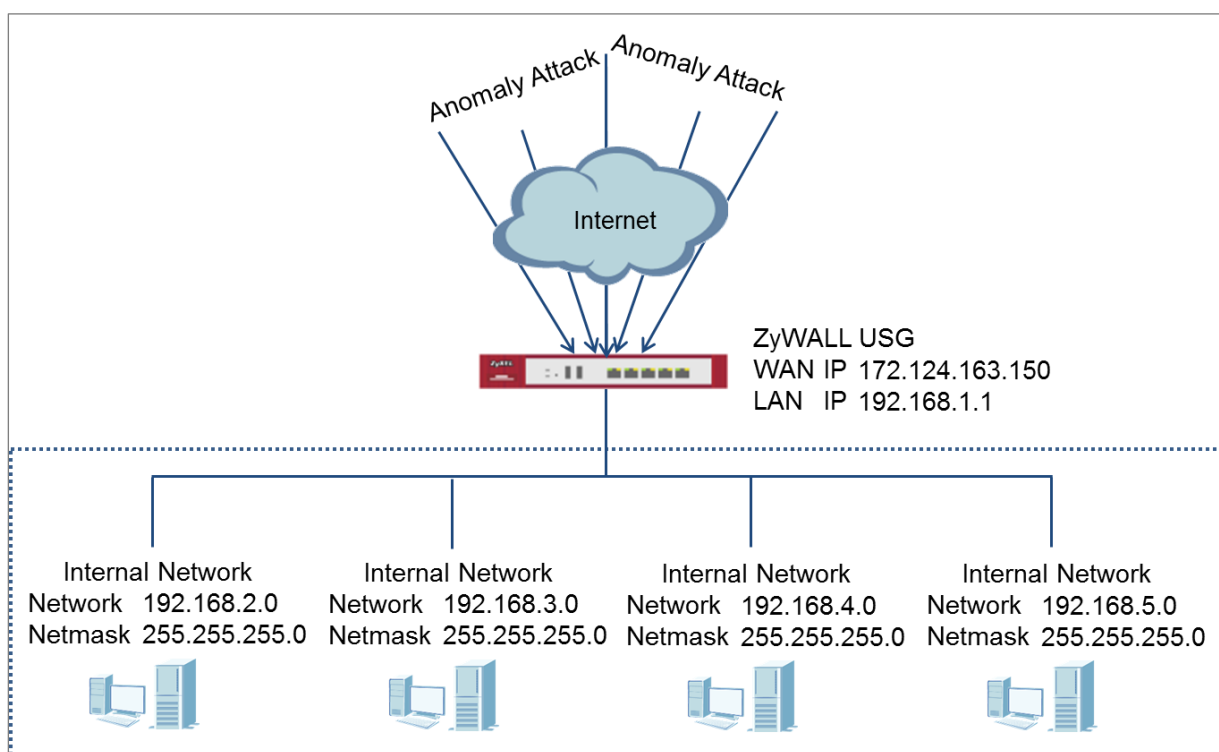 Anomaly Attack
Anomaly Attack
Internet
ZyXEL
ZyWALL USG
WAN IP 172.124.163.150
LAN IP 192.168.1.1
Internal Network
Network 192.168.2.0
Netmask 255.255.255.0
Internal Network
Network 192.168.3.0
Netmask 255.255.255.0
Internal Network
Network 192.168.4.0
Netmask 255.255.255.0
Internal Network
Network 192.168.5.0
Netmask 255.255.255.0